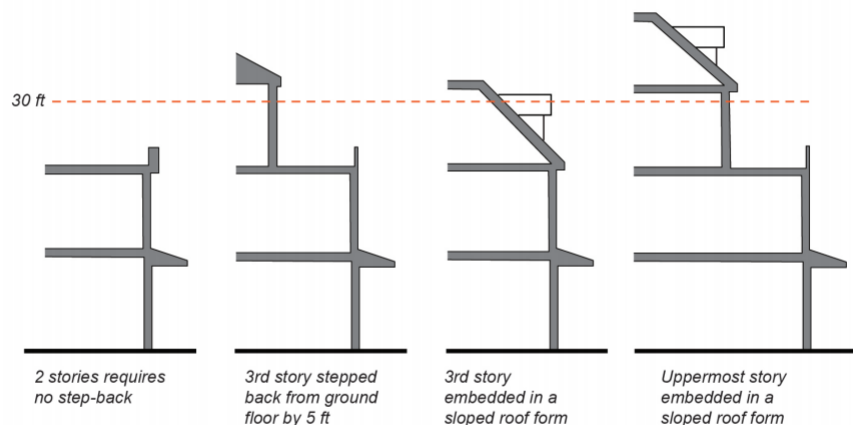 30 ft
2 stories requires
no step-back
3rd story stepped
back from ground
floor by 5 ft
3rd story
embedded in a
sloped roof form
Uppermost story
embedded in a
sloped roof form